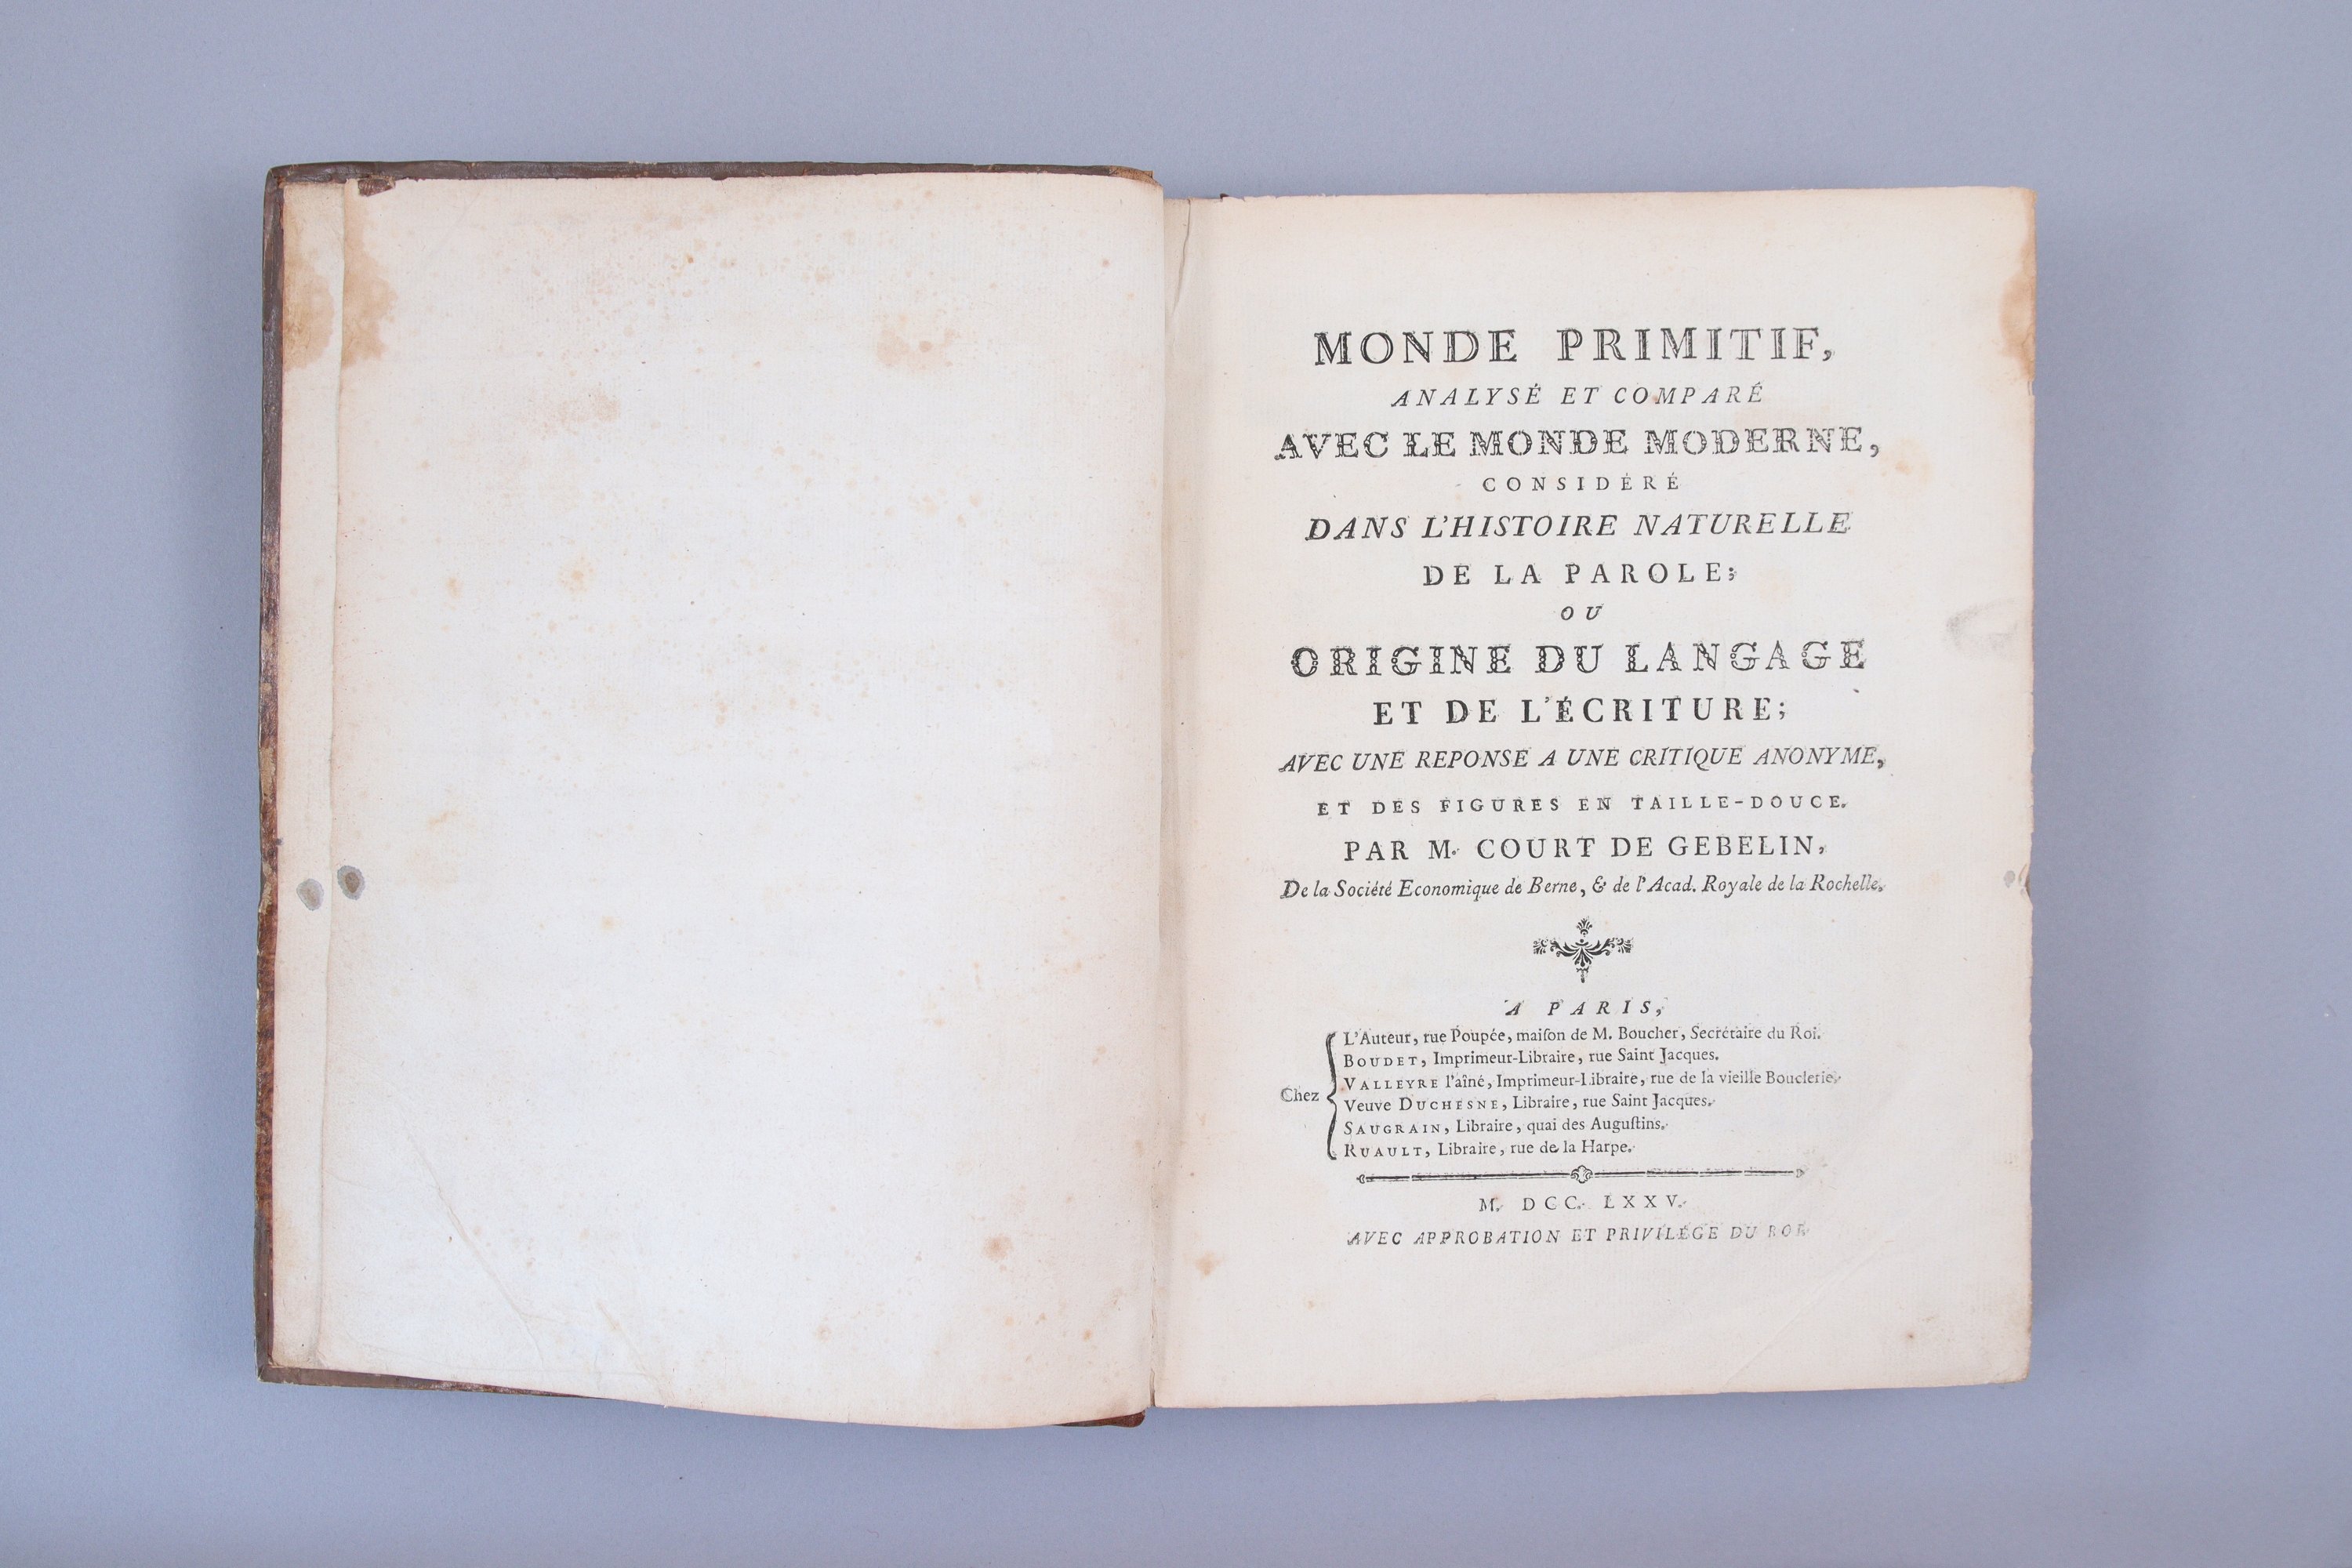 MONDE PRIMITIF,
ANALYSÉ ET COMPARÉ
AVEC LE MONDE MODERNE,
CONSIDÉRÉ
DANS L'HISTOIRE NATURELLE
DE LA PAROLE;
OU
ORIGINE DU LANGAGE
ET DE L'ÉCRITURE;
AVEC UNE REPONSE A UNE CRITIQUE ANONYME,
ET DES FIGURES EN TAILLE-DOUCE.
PAR M. COURT DE GEBELIN,
De la Société Economique de Berne, & de l'Acad. Royale de la Rochelle.
A PARIS,
Chez
L'Auteur, rue Poupée, maiſon de M. Boucher, Secrétaire du Roi.
BOUDET, Imprimeur-Libraire, rue Saint Jacques.
VALLEYRE l'aîné, Imprimeur-Libraire, rue de la vieille Bouclerie.
Veuve DUCHESNE, Libraire, rue Saint Jacques.
SAUGRAIN, Libraire, quai des Auguſtins.
RUAULT, Libraire, rue de la Harpe.
M. DCC. LXXV.
AVEC APPROBATION ET PRIVILÉGE DU ROI.